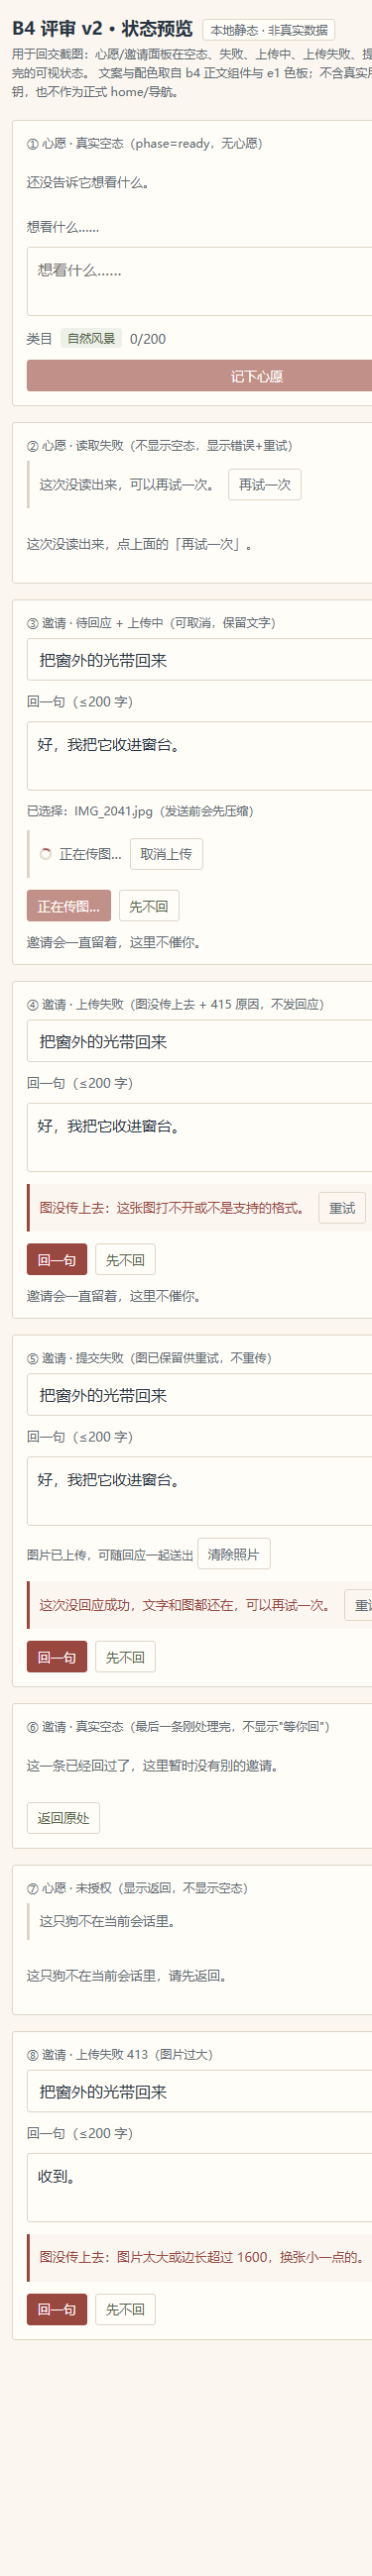 B4 评审 v2 · 状态预览 本地静态 · 非真实数据
用于回交截图：心愿/邀请面板在空态、失败、上传中、上传失败、提
完的可视状态。 文案与配色取自 b4 正文组件与 e1 色板；不含真实用
钥，也不作为正式 home/导航。
① 心愿 · 真实空态（phase=ready，无心愿）
还没告诉它想看什么。
想看什么……
想看什么……
类目 自然风景 0/200
记下心愿
② 心愿 · 读取失败（不显示空态，显示错误+重试）
这次没读出来，可以再试一次。 再试一次
这次没读出来，点上面的「再试一次」。
③ 邀请 · 待回应 + 上传中（可取消，保留文字）
把窗外的光带回来
回一句（≤200 字）
好，我把它收进窗台。
已选择：IMG_2041.jpg（发送前会先压缩）
正在传图… 取消上传
正在传图… 先不回
邀请会一直留着，这里不催你。
④ 邀请 · 上传失败（图没传上去 + 415 原因，不发回应）
把窗外的光带回来
回一句（≤200 字）
好，我把它收进窗台。
图没传上去：这张图打不开或不是支持的格式。 重试
回一句 先不回
邀请会一直留着，这里不催你。
⑤ 邀请 · 提交失败（图已保留供重试，不重传）
把窗外的光带回来
回一句（≤200 字）
好，我把它收进窗台。
图片已上传，可随回应一起送出 清除照片
这次没回应成功，文字和图都还在，可以再试一次。 重
回一句 先不回
⑥ 邀请 · 真实空态（最后一条刚处理完，不显示"等你回"）
这一条已经回过了，这里暂时没有别的邀请。
返回原处
⑦ 心愿 · 未授权（显示返回，不显示空态）
这只狗不在当前会话里。
这只狗不在当前会话里，请先返回。
⑧ 邀请 · 上传失败 413（图片过大）
把窗外的光带回来
回一句（≤200 字）
收到。
图没传上去：图片太大或边长超过 1600，换张小一点的。
回一句 先不回